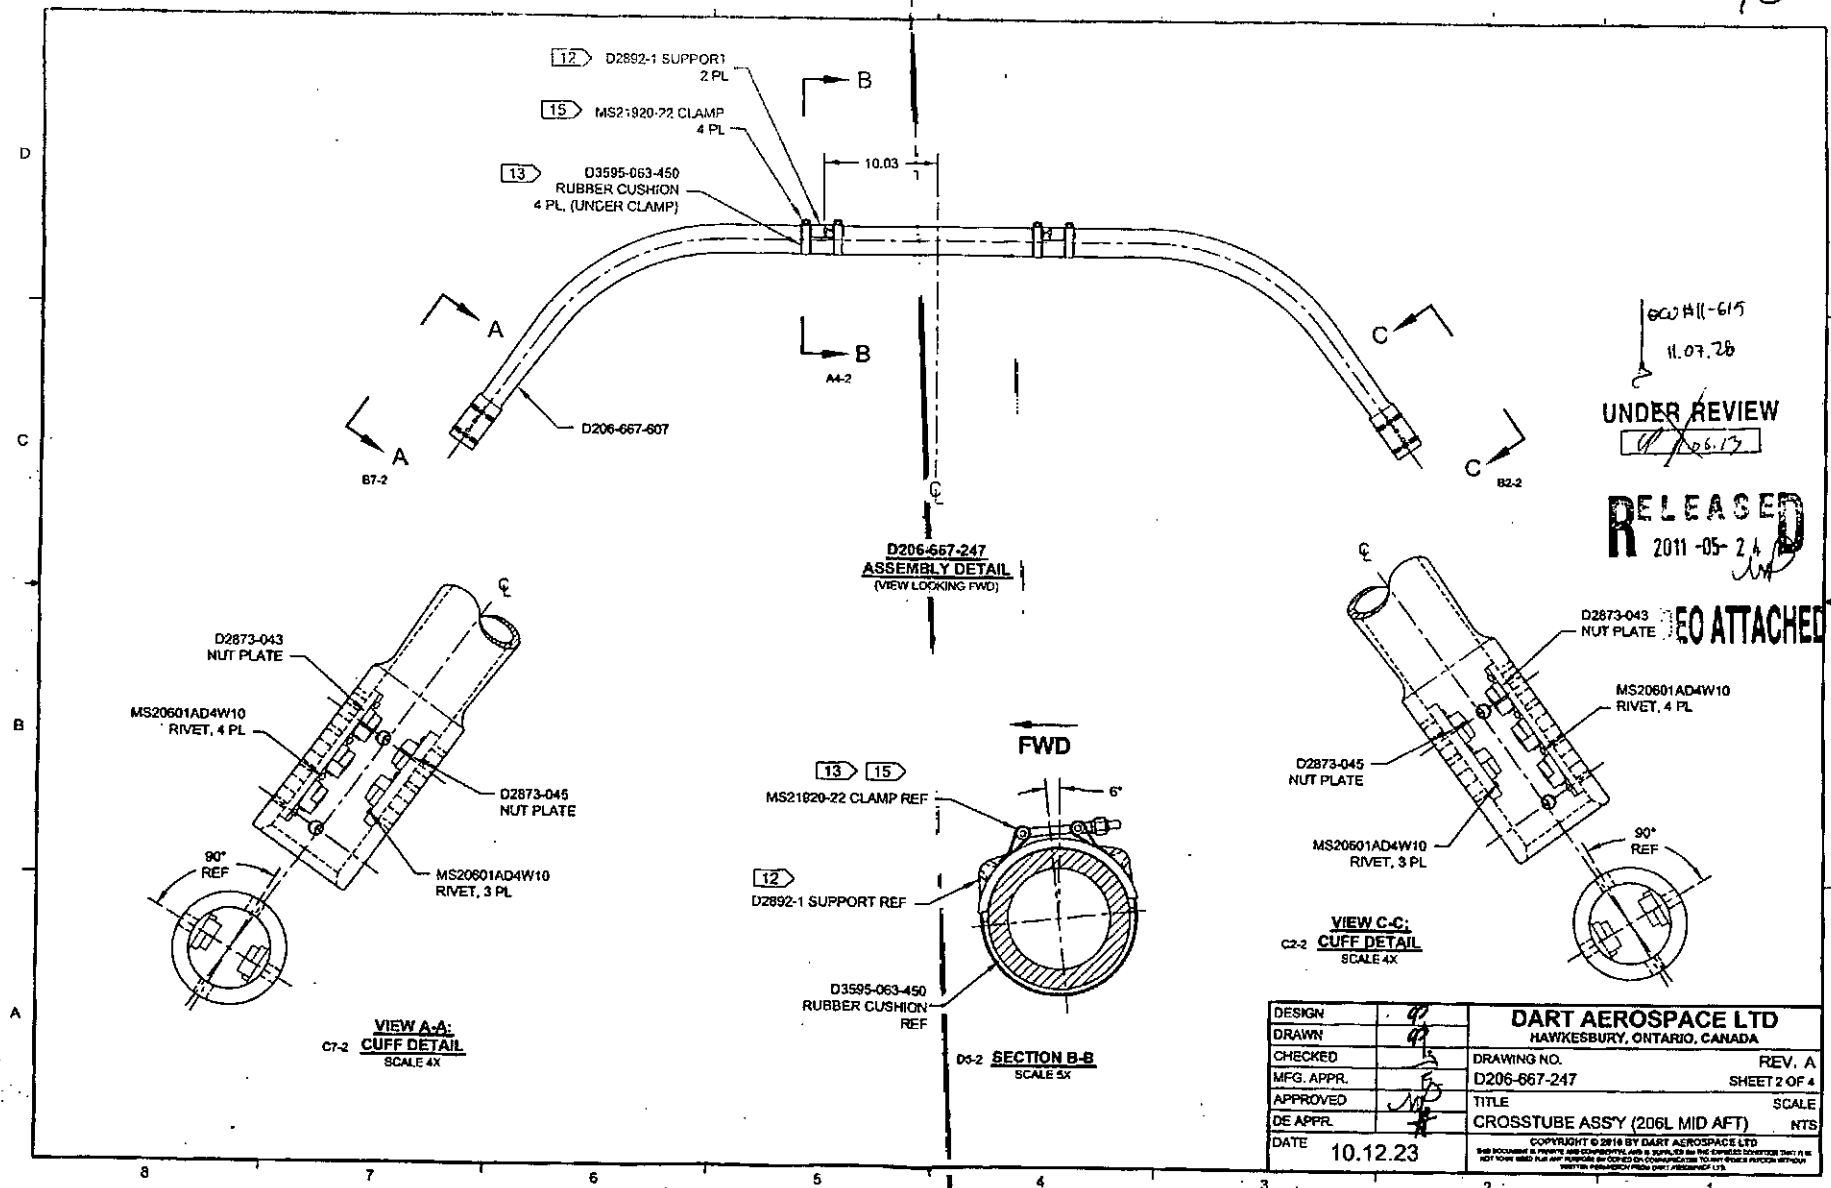 12 D2892-1 SUPPORT
2 PL
15 MS21920-22 CLAMP
4 PL
13 D3595-063-450
RUBBER CUSHION
4 PL, (UNDER CLAMP)
B
10.03
B
A4-2
A
A
B7-2
D206-667-607
C
C
B2-2
11.07.28
UNDER REVIEW
06.13
RELEASED
2011-05-24
EO ATTACHED
D206-667-247
ASSEMBLY DETAIL
(VIEW LOOKING FWD)
D2873-043
NUT PLATE
MS20601AD4W10
RIVET, 4 PL
D2873-045
NUT PLATE
MS20601AD4W10
RIVET, 3 PL
90°
REF
VIEW A-A:
C7-2 CUFF DETAIL
SCALE 4X
FWD
13 15
MS21920-22 CLAMP REF
6°
12
D2892-1 SUPPORT REF
D3595-063-450
RUBBER CUSHION
REF
D5-2 SECTION B-B
SCALE 5X
D2873-043
NUT PLATE
MS20601AD4W10
RIVET, 4 PL
D2873-045
NUT PLATE
MS20601AD4W10
RIVET, 3 PL
90°
REF
VIEW C-C:
C2-2 CUFF DETAIL
SCALE 4X
DESIGN
DRAWN
CHECKED
MFG. APPR.
APPROVED
DE APPR.
DATE 10.12.23
DART AEROSPACE LTD
HAWKESBURY, ONTARIO, CANADA
DRAWING NO. REV. A
D206-667-247 SHEET 2 OF 4
TITLE SCALE
CROSSTUBE ASS'Y (206L MID AFT) NTS
COPYRIGHT © 2010 BY DART AEROSPACE LTD
D
C
B
A
8 7 6 5 4 3 2 1